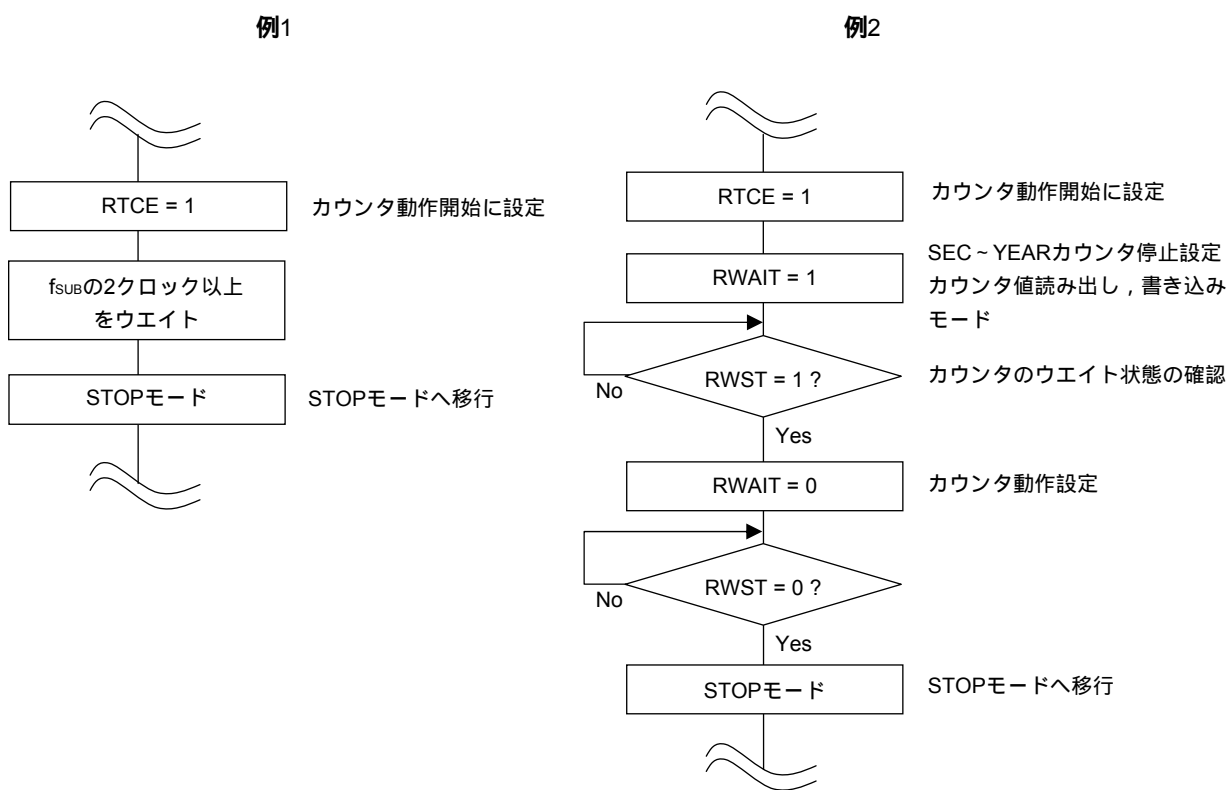 例1
RTCE = 1
カウンタ動作開始に設定
fSUBの2クロック以上
をウエイト
STOPモード
STOPモードへ移行
例2
RTCE = 1
カウンタ動作開始に設定
RWAIT = 1
SEC~YEARカウンタ停止設定
カウンタ値読み出し,書き込み
モード
RWST = 1 ?
カウンタのウエイト状態の確認
No
Yes
RWAIT = 0
カウンタ動作設定
RWST = 0 ?
No
Yes
STOPモード
STOPモードへ移行